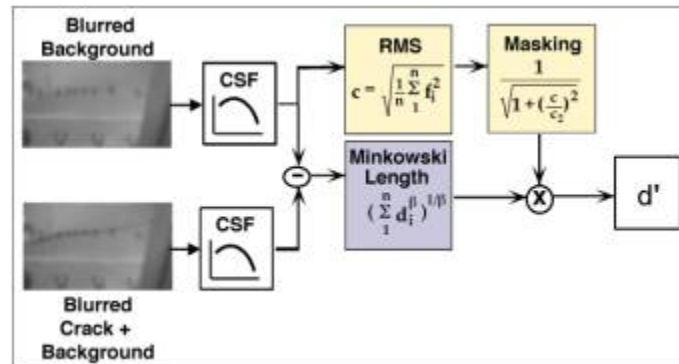 Blurred
Background
CSF
RMS
c = √(1/n Σ₁ⁿ fᵢ²)
Masking
1
√(1+(c/c₂)²)
−
Minkowski
Length
(Σ₁ⁿ dᵢ^β)^1/β
X
d'
CSF
Blurred
Crack +
Background